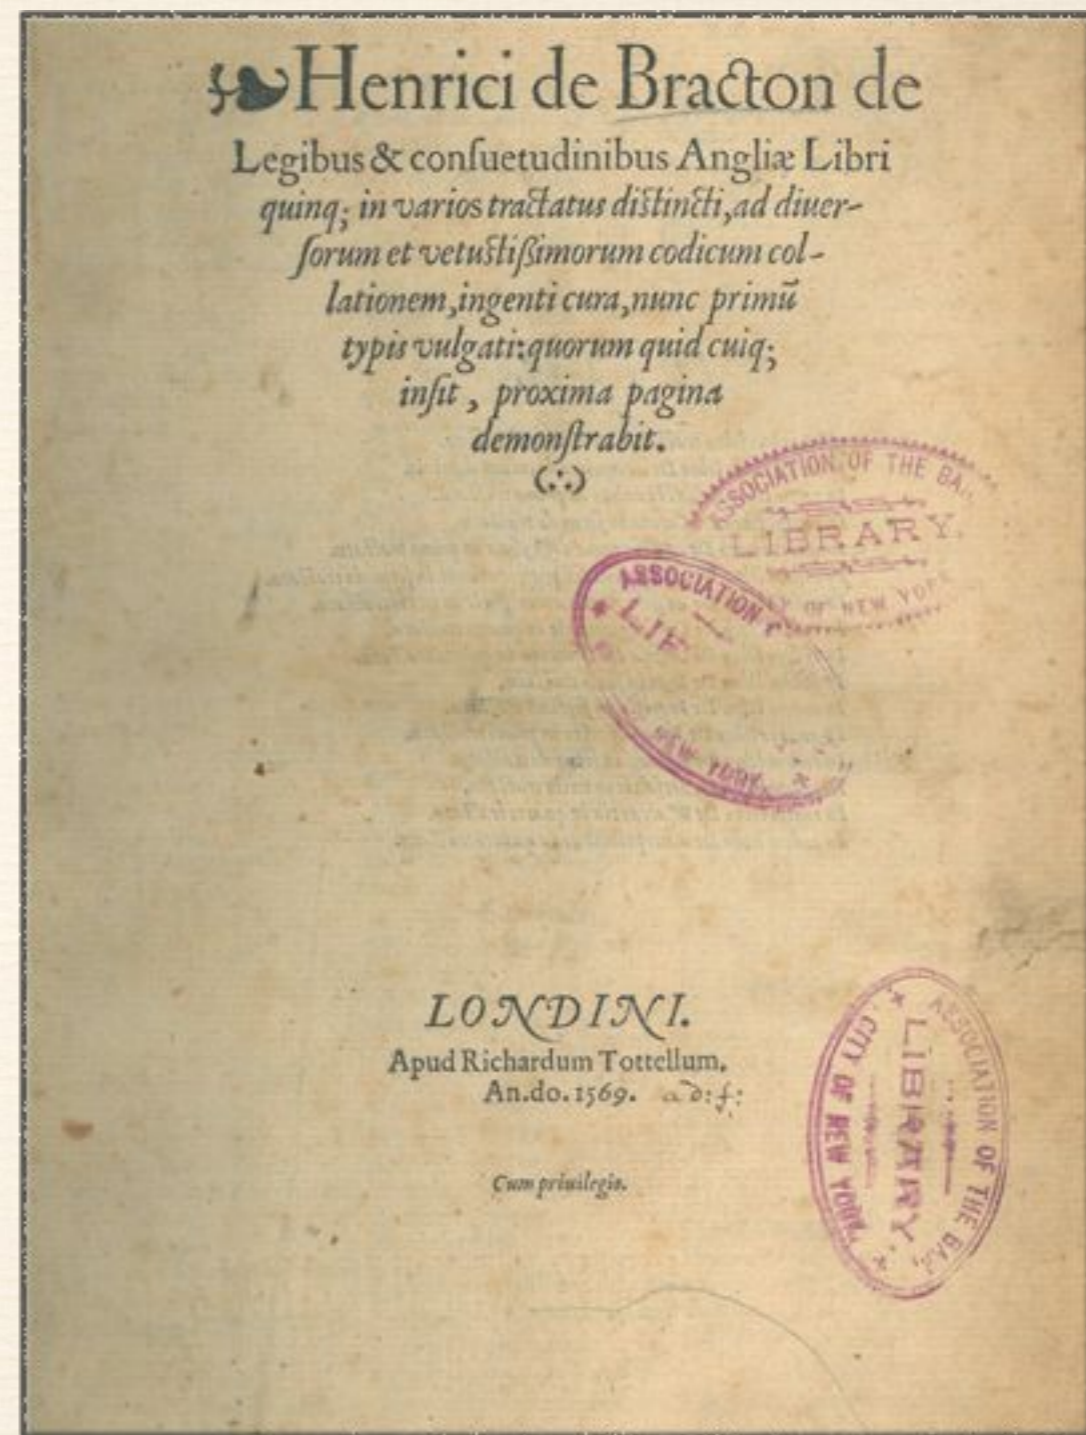 Henrici de Bracton de
Legibus & conſuetudinibus Angliæ Libri
quinq; in varios tractatus diſtincti, ad diuer-
ſorum et vetuſtißimorum codicum col-
lationem, ingenti cura, nunc primũ
typis vulgati: quorum quid cuiq;
inſit, proxima pagina
demonſtrabit.
(∴)
ASSOCIATION OF THE BAR
LIBRARY.
OF NEW YORK
ASSOCIATION
LIB
NEW YORK.
LONDINI.
Apud Richardum Tottellum.
An.do. 1569.
Cum priuilegio.
ASSOCIATION OF THE BAR,
LIBRARY.
CITY OF NEW YORK